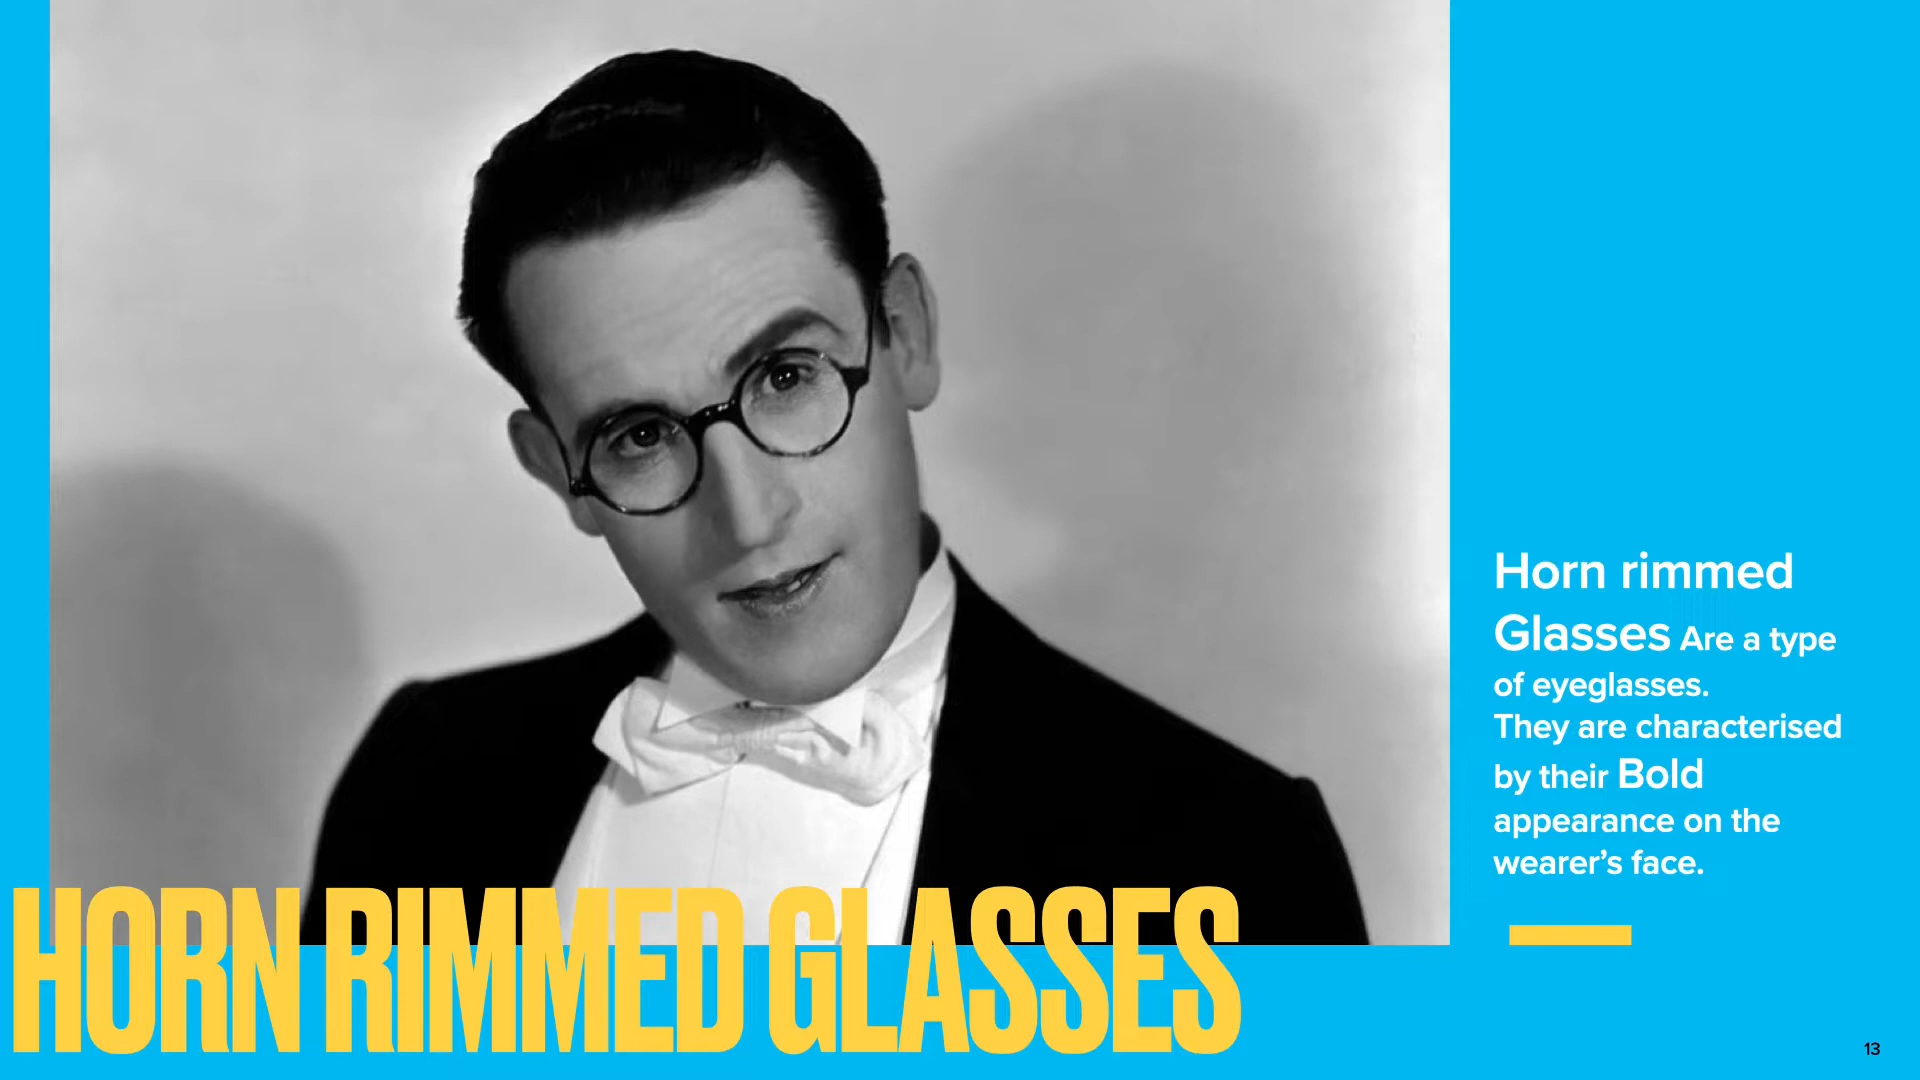 Horn rimmed
Glasses Are a type
of eyeglasses.
They are characterised
by their Bold
appearance on the
wearer’s face.
HORN RIMMED GLASSES
13